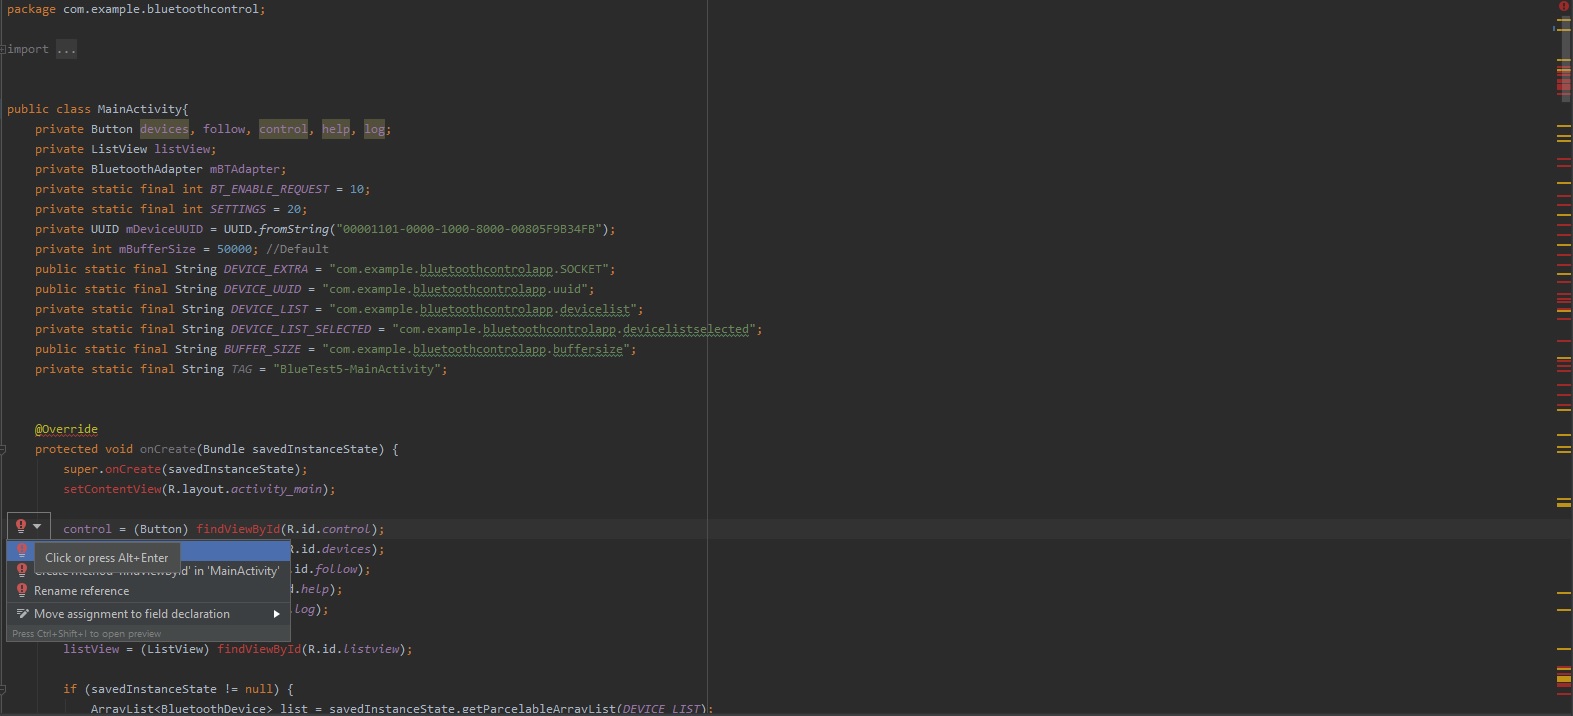 package com.example.bluetoothcontrol;
import ...
public class MainActivity{
private Button devices, follow, control, help, log;
private ListView listView;
private BluetoothAdapter mBTAdapter;
private static final int BT_ENABLE_REQUEST = 10;
private static final int SETTINGS = 20;
private UUID mDeviceUUID = UUID.fromString("00001101-0000-1000-8000-00805F9B34FB");
private int mBufferSize = 50000; //Default
public static final String DEVICE_EXTRA = "com.example.bluetoothcontrolapp.SOCKET";
public static final String DEVICE_UUID = "com.example.bluetoothcontrolapp.uuid";
private static final String DEVICE_LIST = "com.example.bluetoothcontrolapp.devicelist";
private static final String DEVICE_LIST_SELECTED = "com.example.bluetoothcontrolapp.devicelistselected";
public static final String BUFFER_SIZE = "com.example.bluetoothcontrolapp.buffersize";
private static final String TAG = "BlueTest5-MainActivity";
@Override
protected void onCreate(Bundle savedInstanceState) {
super.onCreate(savedInstanceState);
setContentView(R.layout.activity_main);
control = (Button) findViewById(R.id.control);
R.id.devices);
Click or press Alt+Enter
Create method 'findViewById' in 'MainActivity'
.id.follow);
Rename reference
d.help);
Move assignment to field declaration
.log);
Press Ctrl+Shift+I to open preview
listView = (ListView) findViewById(R.id.listview);
if (savedInstanceState != null) {
ArrayList<BluetoothDevice> list = savedInstanceState.getParcelableArrayList(DEVICE_LIST);